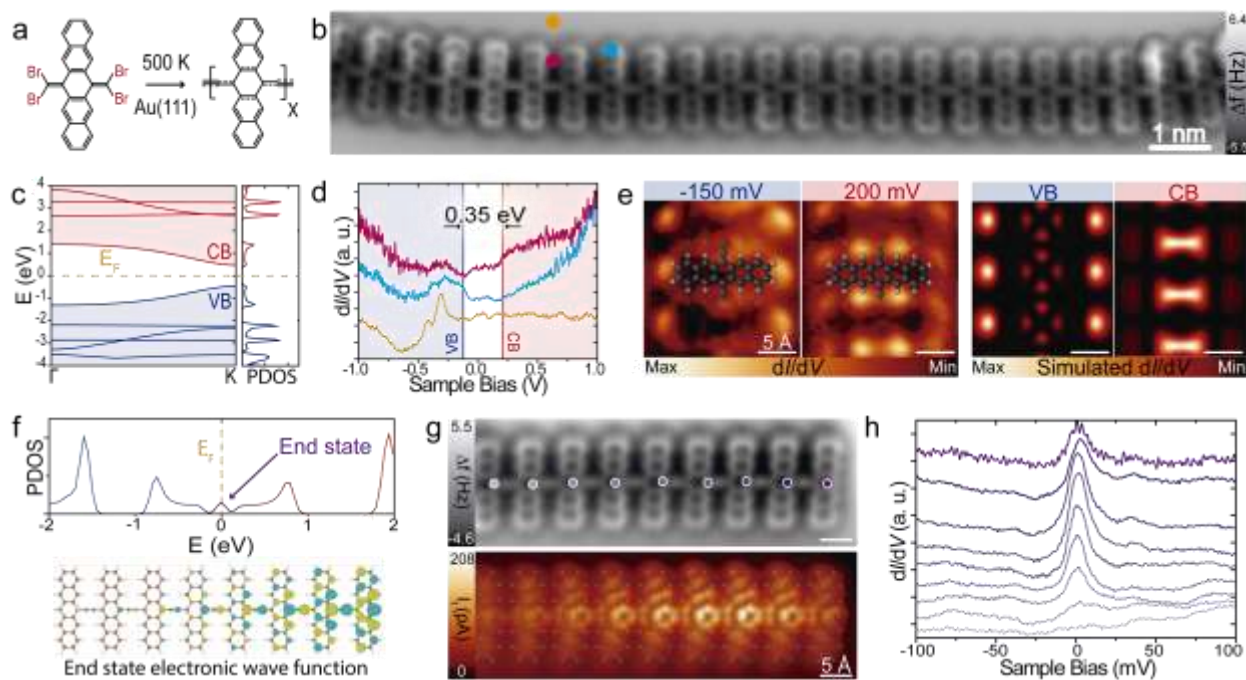 a
Br
Br
Br
Br
500 K
Au(111)
X
b
6.4
Δf (Hz)
-5.5
1 nm
c
4
3
2
1
0
-1
-2
-3
-4
E (eV)
CB
E_F
VB
Γ
K
PDOS
d
0.35 eV
dI/dV (a. u.)
VB
CB
-1.0
-0.5
0.0
0.5
1.0
Sample Bias (V)
e
-150 mV
200 mV
VB
CB
5 Å
Max
dI/dV
Min
Max
Simulated dI/dV
Min
f
PDOS
E_F
End state
-2
-1
0
1
2
E (eV)
End state electronic wave function
g
5.5
Δf (Hz)
-4.6
208
I (pA)
0
5 Å
h
dI/dV (a. u.)
-100
-50
0
50
100
Sample Bias (mV)